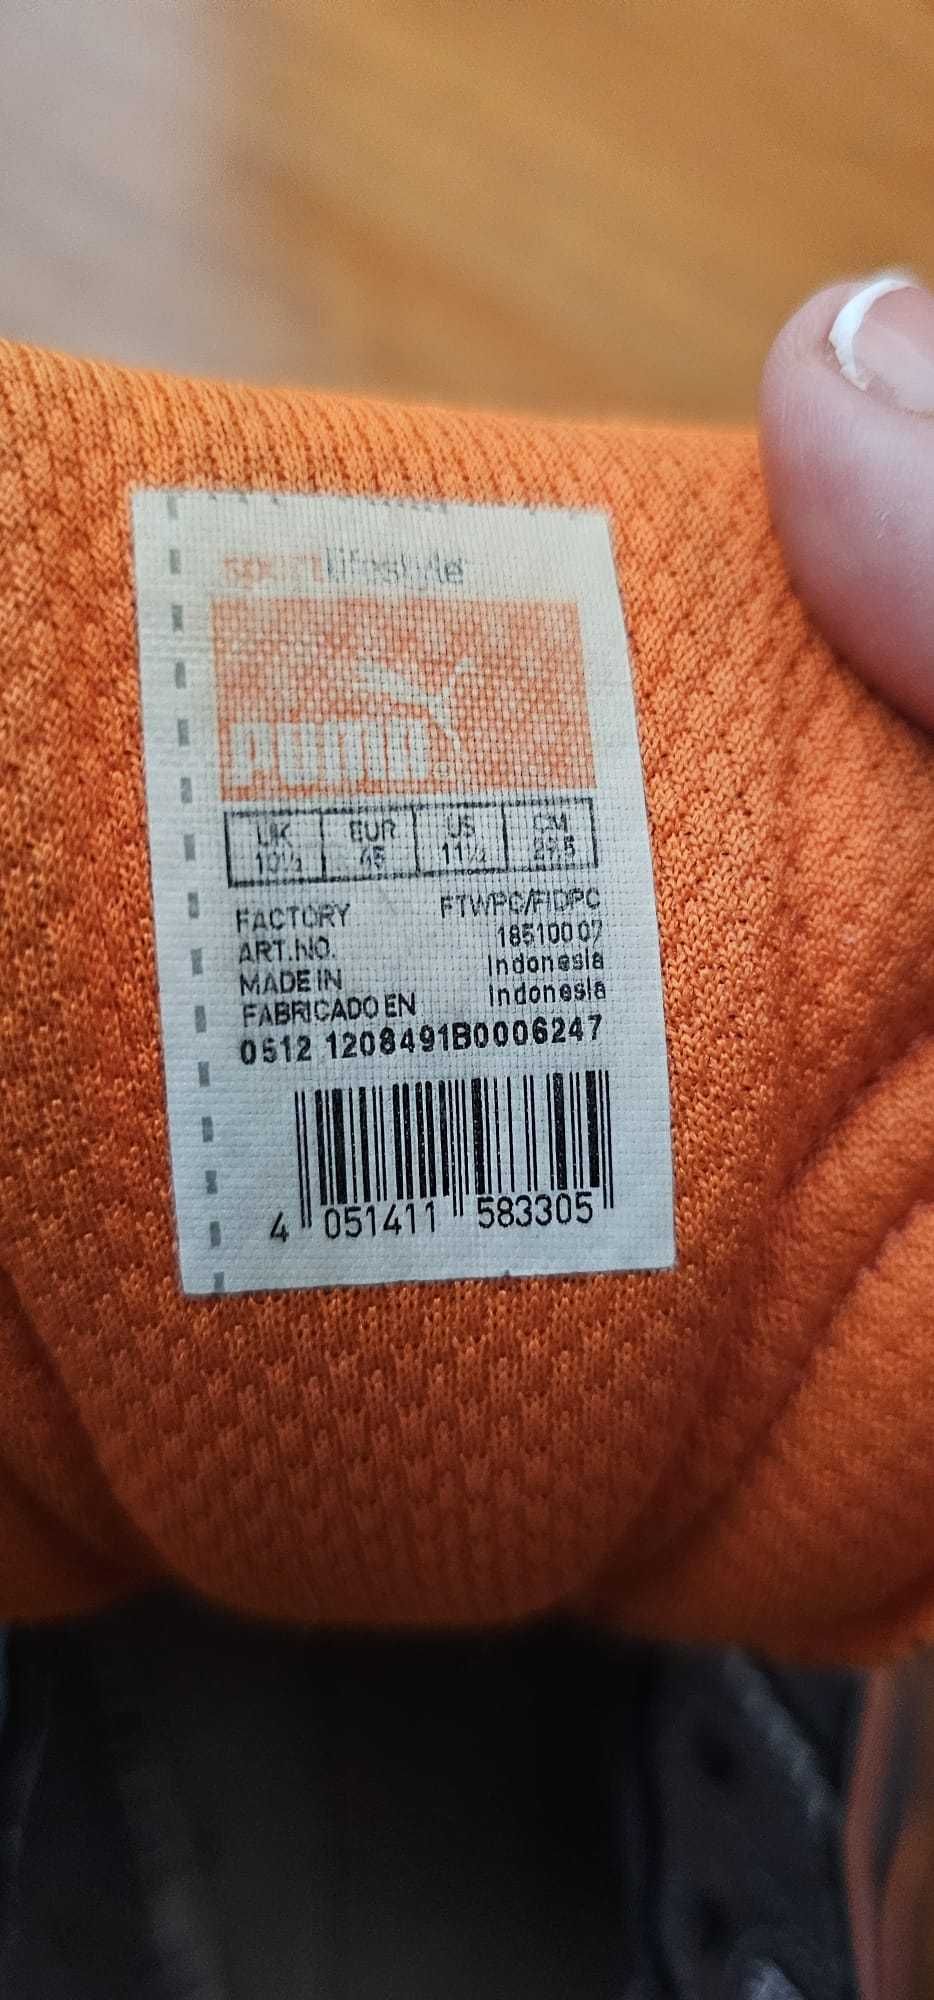 sportlifestyle
PUMA
UK EUR US CM
10½ 45 11½ 29.5
FACTORY FTWPC/FIDPC
ART.NO. 185100 07
MADE IN Indonesia
FABRICADO EN Indonesia
0512 1208491B0006247
4 051411 583305